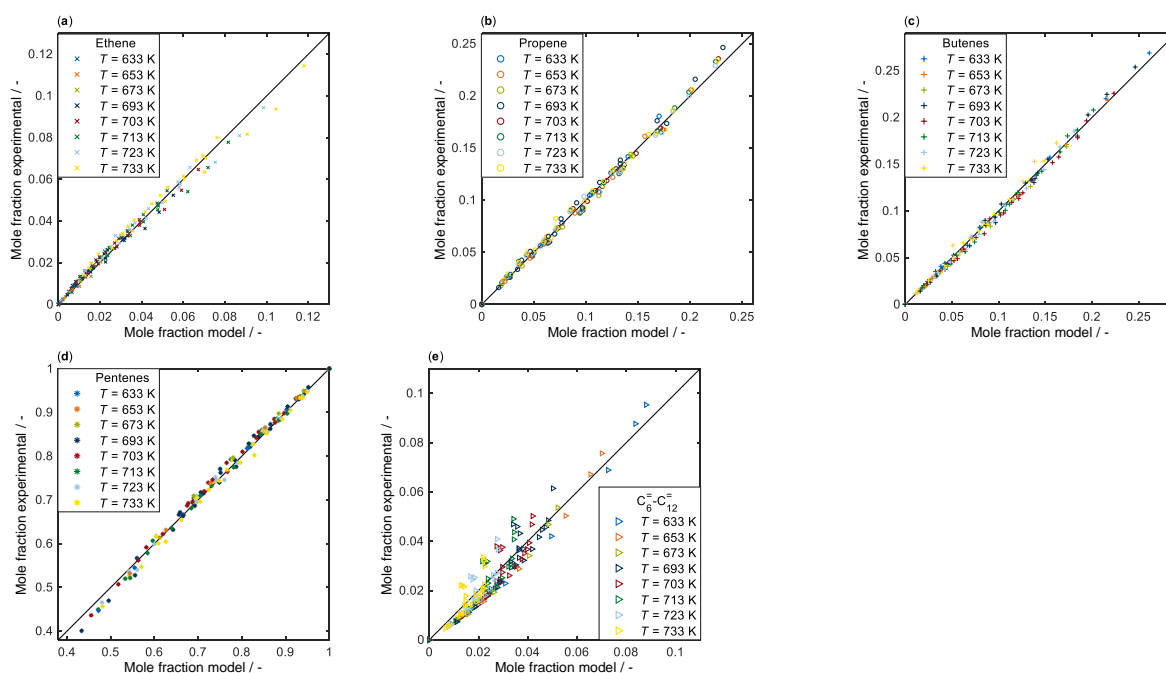 (a)
Ethene
T = 633 K
T = 653 K
T = 673 K
T = 693 K
T = 703 K
T = 713 K
T = 723 K
T = 733 K
0.12
0.1
0.08
0.06
0.04
0.02
0
0 0.02 0.04 0.06 0.08 0.1 0.12
Mole fraction experimental / -
Mole fraction model / -
(b)
Propene
T = 633 K
T = 653 K
T = 673 K
T = 693 K
T = 703 K
T = 713 K
T = 723 K
T = 733 K
0.25
0.2
0.15
0.1
0.05
0
0 0.05 0.1 0.15 0.2 0.25
Mole fraction experimental / -
Mole fraction model / -
(c)
Butenes
T = 633 K
T = 653 K
T = 673 K
T = 693 K
T = 703 K
T = 713 K
T = 723 K
T = 733 K
0.25
0.2
0.15
0.1
0.05
0
0 0.05 0.1 0.15 0.2 0.25
Mole fraction experimental / -
Mole fraction model / -
(d)
Pentenes
T = 633 K
T = 653 K
T = 673 K
T = 693 K
T = 703 K
T = 713 K
T = 723 K
T = 733 K
1
0.9
0.8
0.7
0.6
0.5
0.4
0.4 0.5 0.6 0.7 0.8 0.9 1
Mole fraction experimental / -
Mole fraction model / -
(e)
C₆⁼-C₁₂⁼
T = 633 K
T = 653 K
T = 673 K
T = 693 K
T = 703 K
T = 713 K
T = 723 K
T = 733 K
0.1
0.08
0.06
0.04
0.02
0
0 0.02 0.04 0.06 0.08 0.1
Mole fraction experimental / -
Mole fraction model / -